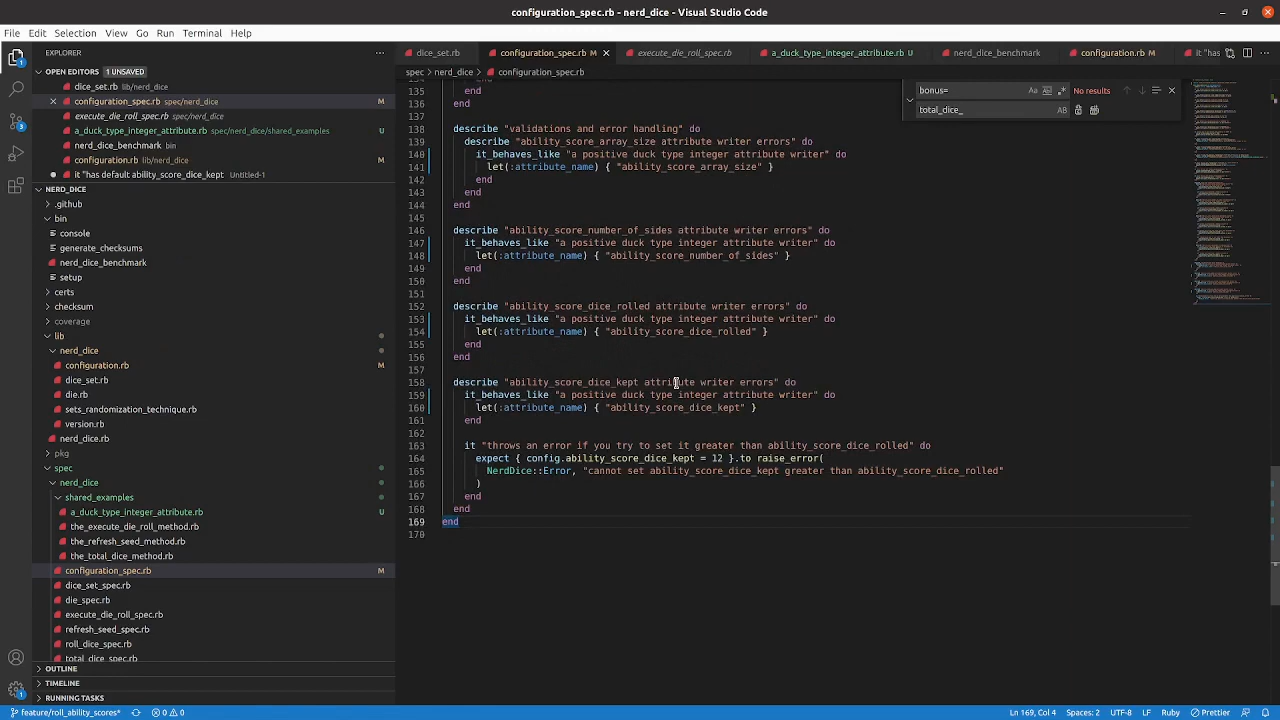 configuration_spec.rb - nerd_dice - Visual Studio Code
File Edit Selection View Go Run Terminal Help
EXPLORER
dice_set.rb
configuration_spec.rb M
execute_die_roll_spec.rb
a_duck_type_integer_attribute.rb U
nerd_dice_benchmark
configuration.rb M
it "has
spec > nerd_dice > configuration_spec.rb
OPEN EDITORS 1 UNSAVED
dice_set.rb lib/nerd_dice
configuration_spec.rb spec/nerd_dice M
execute_die_roll_spec.rb spec/nerd_dice
a_duck_type_integer_attribute.rb spec/nerd_dice/shared_examples U
nerd_dice_benchmark bin
configuration.rb lib/nerd_dice M
it "has default ability_score_dice_kept Untitled-1
NERD_DICE
.github
bin
console
generate_checksums
nerd_dice_benchmark
setup
certs
checksum
coverage
lib
nerd_dice
configuration.rb M
dice_set.rb
die.rb
sets_randomization_technique.rb
version.rb
nerd_dice.rb
pkg
spec
nerd_dice
shared_examples
a_duck_type_integer_attribute.rb U
the_execute_die_roll_method.rb
the_refresh_seed_method.rb
the_total_dice_method.rb
configuration_spec.rb M
dice_set_spec.rb
die_spec.rb
execute_die_roll_spec.rb
refresh_seed_spec.rb
roll_dice_spec.rb
total_dice_spec.rb
OUTLINE
TIMELINE
RUNNING TASKS
bonus= Aa No results
total_dice_ AB
135 end
136 end
137
138 describe "validations and error handling" do
139 describe "ability_score_array_size attribute writer errors" do
140 it_behaves_like "a positive duck type integer attribute writer" do
141 let(:attribute_name) { "ability_score_array_size" }
142 end
143 end
144 end
145
146 describe "ability_score_number_of_sides attribute writer errors" do
147 it_behaves_like "a positive duck type integer attribute writer" do
148 let(:attribute_name) { "ability_score_number_of_sides" }
149 end
150 end
151
152 describe "ability_score_dice_rolled attribute writer errors" do
153 it_behaves_like "a positive duck type integer attribute writer" do
154 let(:attribute_name) { "ability_score_dice_rolled" }
155 end
156 end
157
158 describe "ability_score_dice_kept attribute writer errors" do
159 it_behaves_like "a positive duck type integer attribute writer" do
160 let(:attribute_name) { "ability_score_dice_kept" }
161 end
162
163 it "throws an error if you try to set it greater than ability_score_dice_rolled" do
164 expect { config.ability_score_dice_kept = 12 }.to raise_error(
165 NerdDice::Error, "cannot set ability_score_dice_kept greater than ability_score_dice_rolled"
166 )
167 end
168 end
169 end
170
feature/roll_ability_scores* 0 0 Ln 169, Col 4 Spaces: 2 UTF-8 LF Ruby Prettier